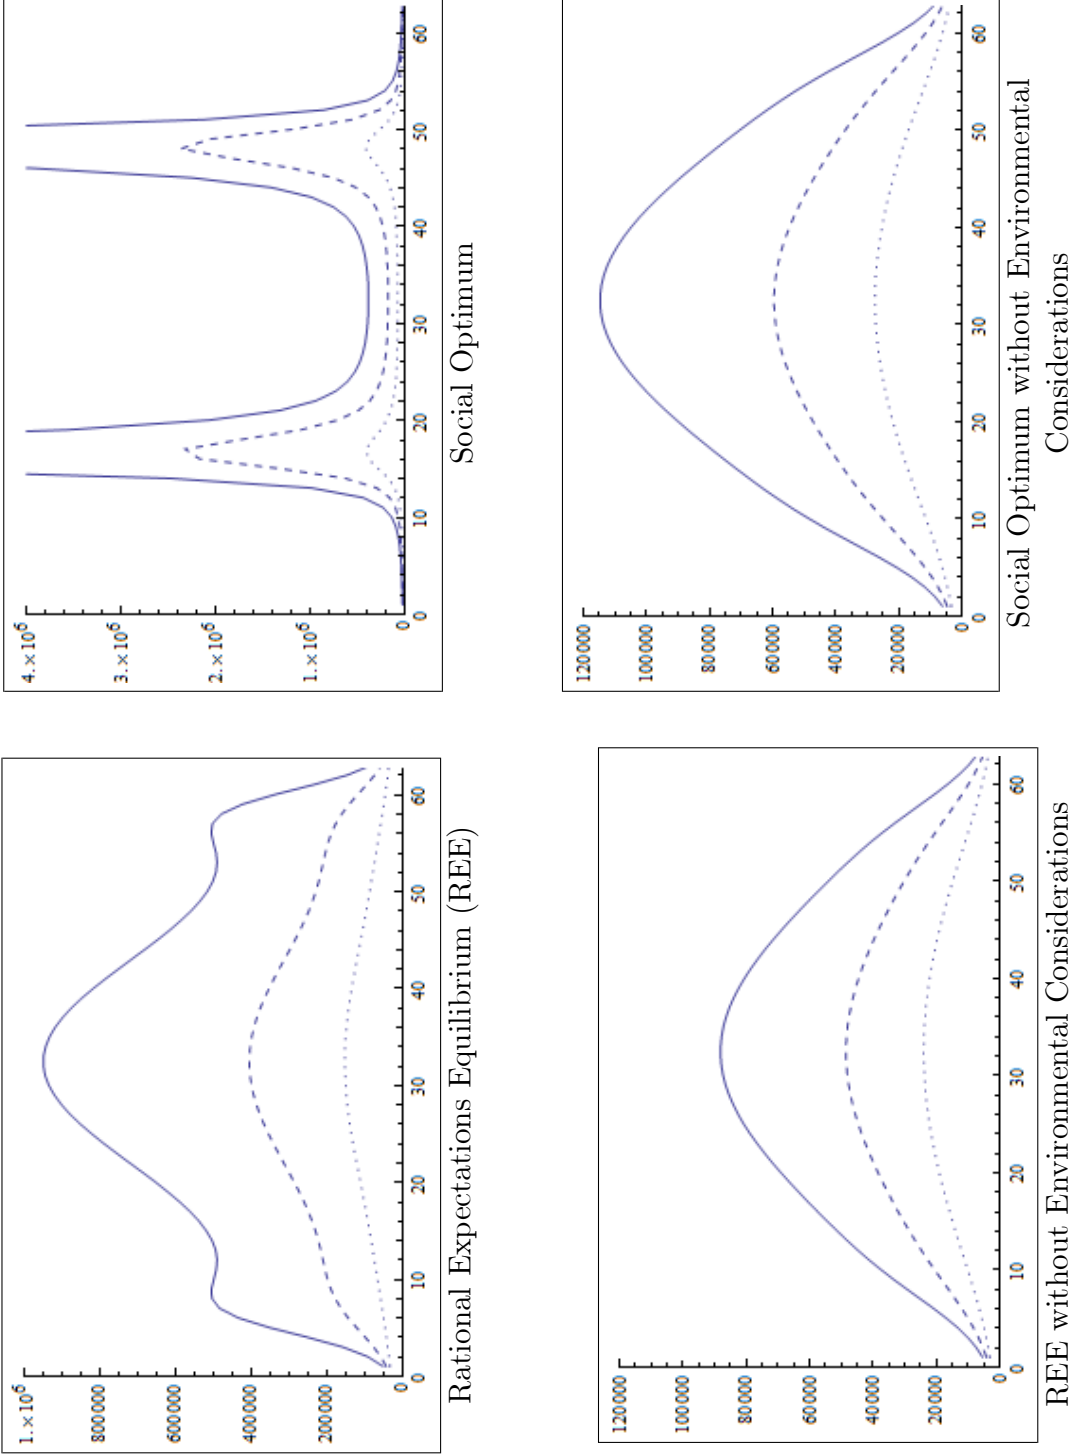 1.×10⁶
800000
600000
400000
200000
0
0 10 20 30 40 50 60
Rational Expectations Equilibrium (REE)
4.×10⁶
3.×10⁶
2.×10⁶
1.×10⁶
0
0 10 20 30 40 50 60
Social Optimum
120000
100000
80000
60000
40000
20000
0
0 10 20 30 40 50 60
REE without Environmental Considerations
120000
100000
80000
60000
40000
20000
0
0 10 20 30 40 50 60
Social Optimum without Environmental
Considerations